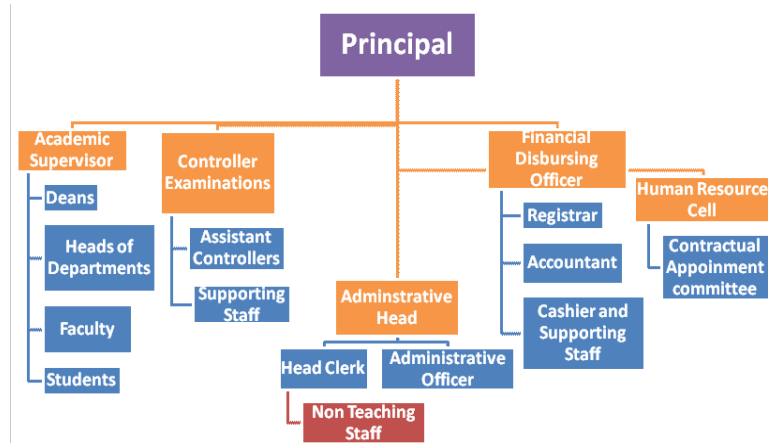 Principal
Academic
Supervisor
Deans
Heads of
Departments
Faculty
Students
Controller
Examinations
Assistant
Controllers
Supporting
Staff
Adminstrative
Head
Head Clerk
Non Teaching
Staff
Administrative
Officer
Financial
Disbursing
Officer
Registrar
Accountant
Cashier and
Supporting
Staff
Human Resource
Cell
Contractual
Appoinment
committee